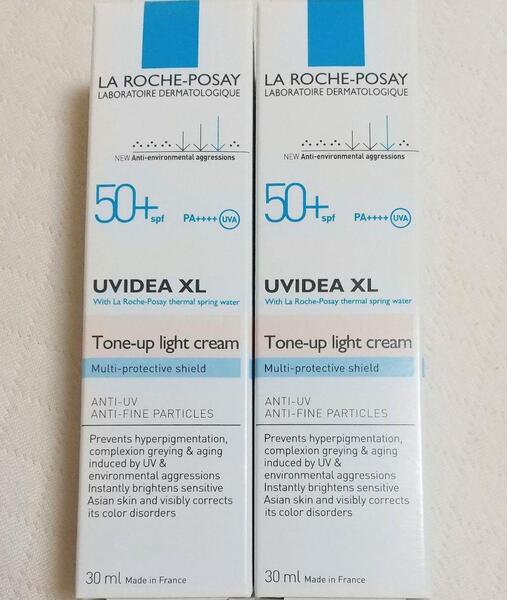 LA ROCHE-POSAY
LABORATOIRE DERMATOLOGIQUE
NEW Anti-environmental aggressions
50+ spf PA++++ UVA
UVIDEA XL
With La Roche-Posay thermal spring water
Tone-up light cream
Multi-protective shield
ANTI-UV
ANTI-FINE PARTICLES
Prevents hyperpigmentation,
complexion greying & aging
induced by UV &
environmental aggressions
Instantly brightens sensitive
Asian skin and visibly corrects
its color disorders
30 ml Made in France
LA ROCHE-POSAY
LABORATOIRE DERMATOLOGIQUE
NEW Anti-environmental aggressions
50+ spf PA++++ UVA
UVIDEA XL
With La Roche-Posay thermal spring water
Tone-up light cream
Multi-protective shield
ANTI-UV
ANTI-FINE PARTICLES
Prevents hyperpigmentation,
complexion greying & aging
induced by UV &
environmental aggressions
Instantly brightens sensitive
Asian skin and visibly corrects
its color disorders
30 ml Made in France